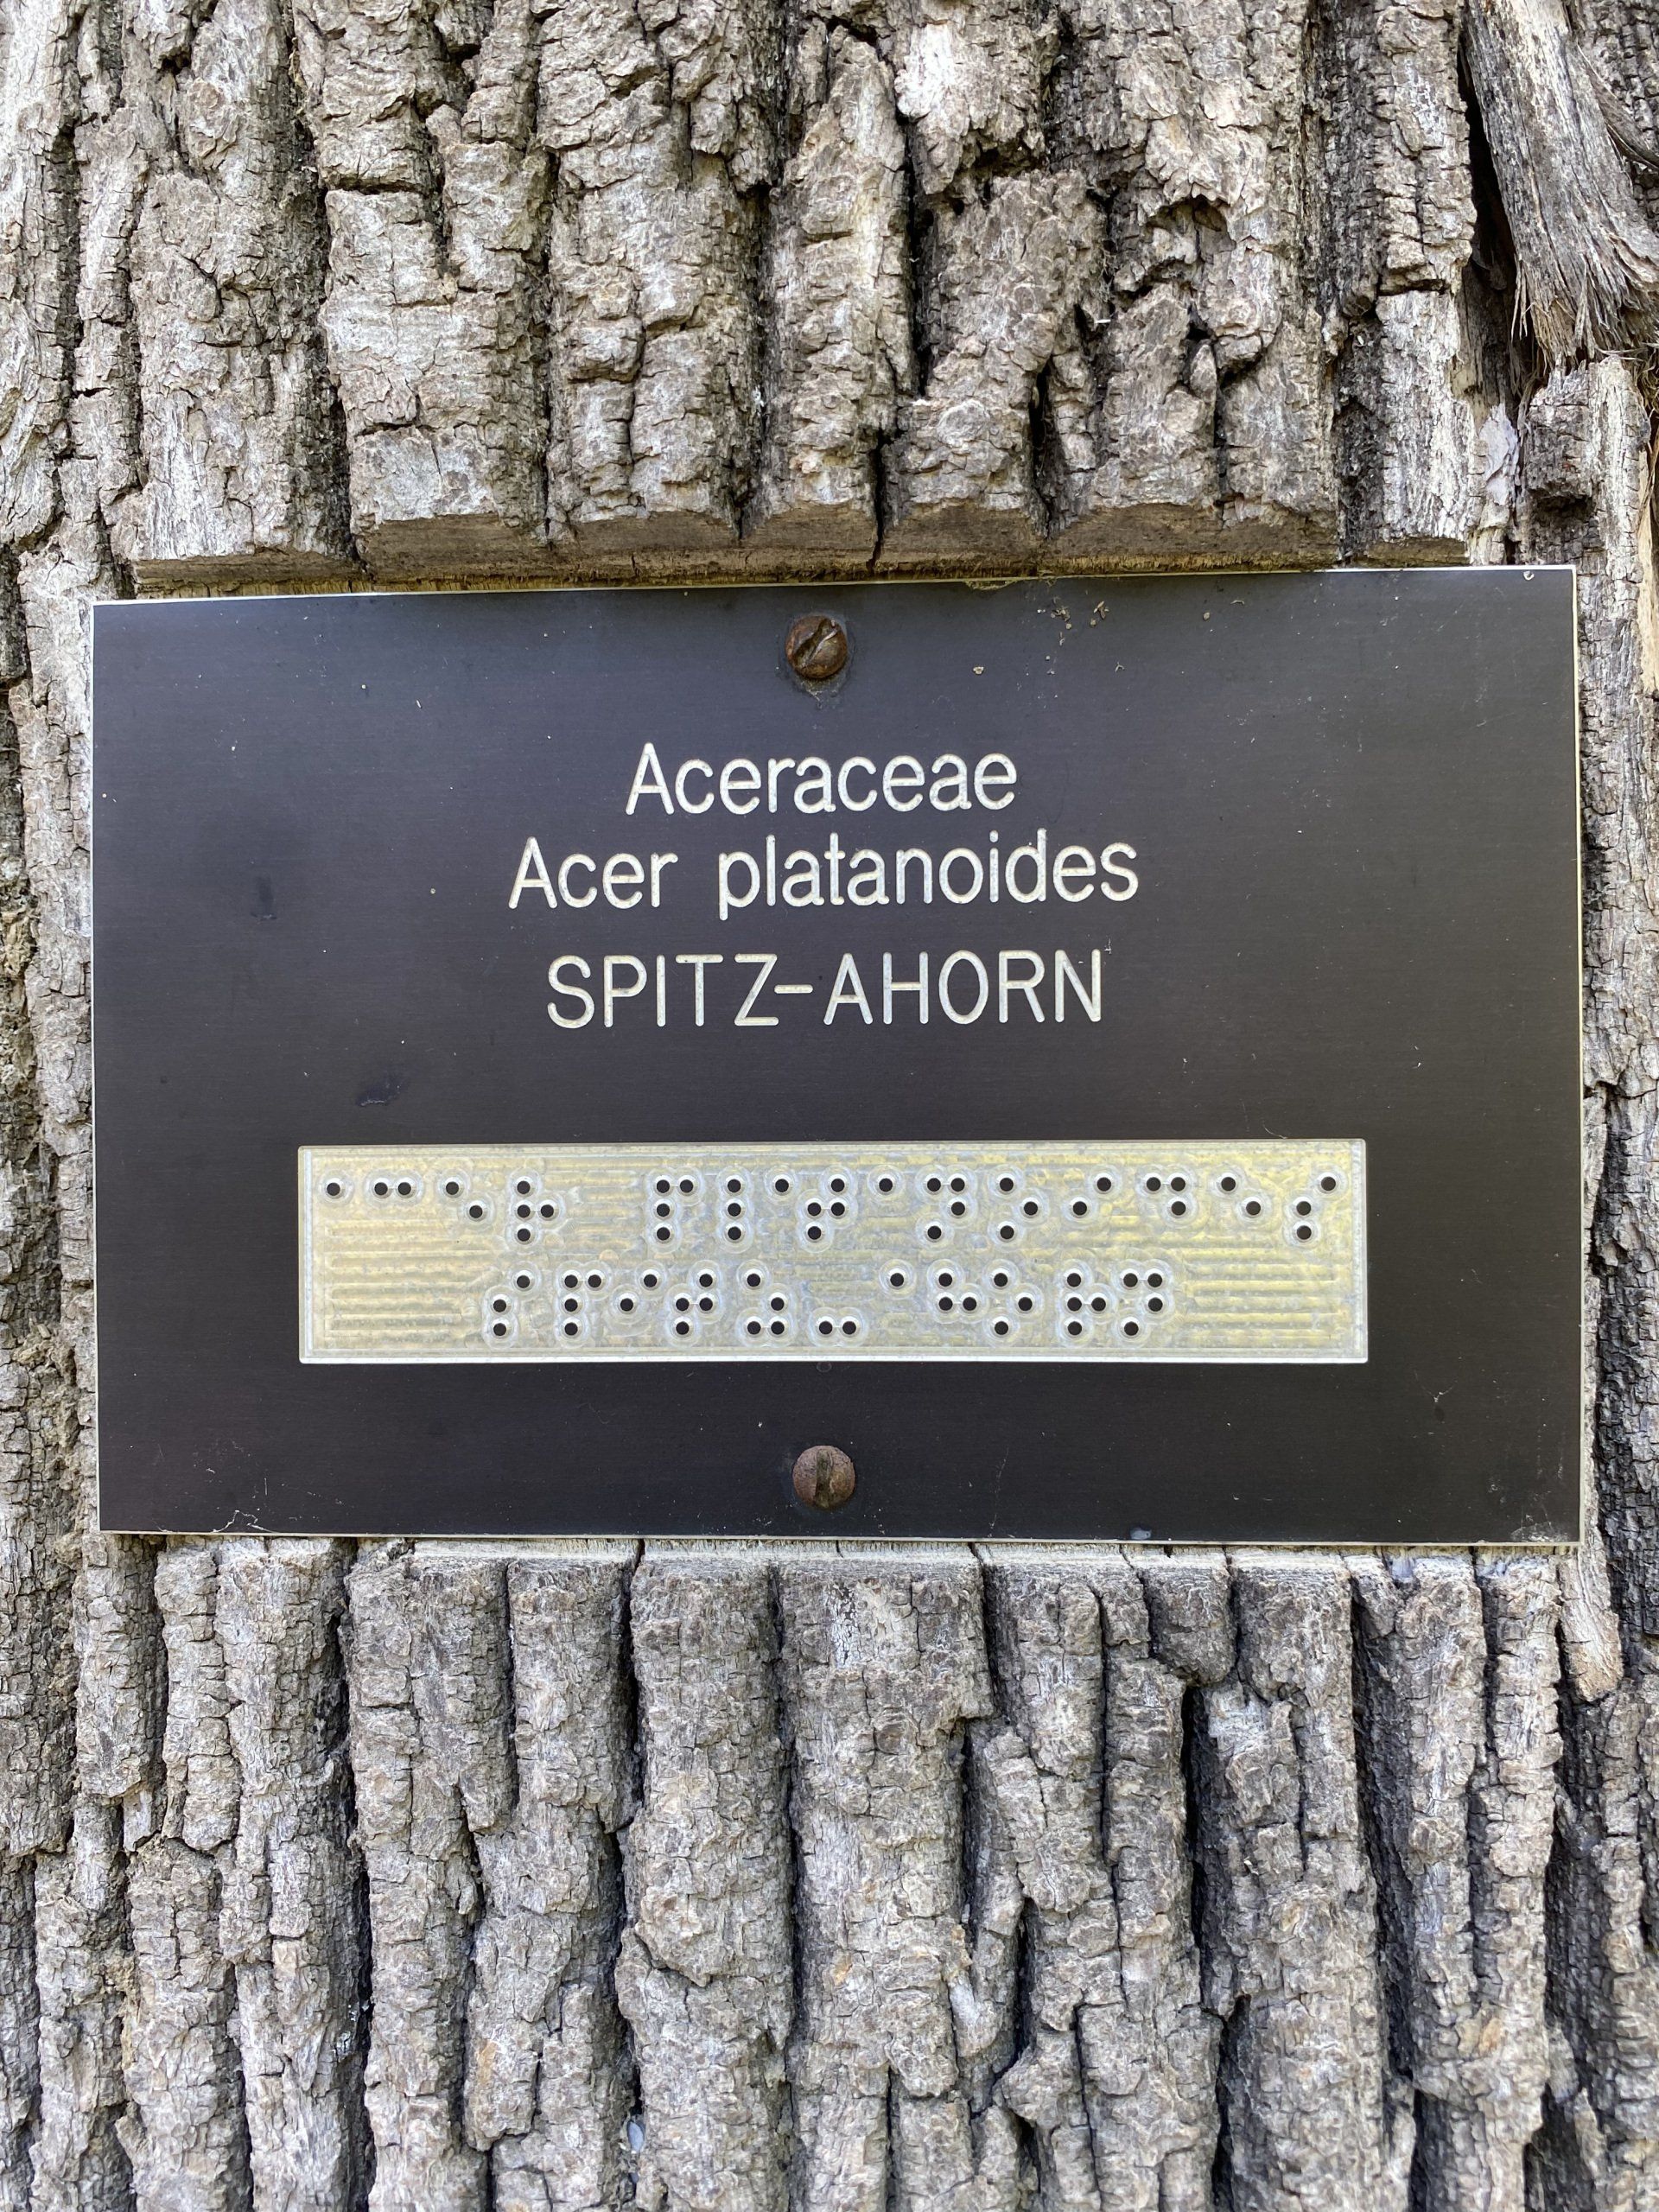 Aceraceae
Acer platanoides
SPITZ-AHORN
⠁⠉⠑⠗ ⠏⠇⠁⠞⠁⠝⠕⠊⠙⠑⠎
⠎⠏⠊⠞⠵⠤⠁⠓⠕⠗⠝